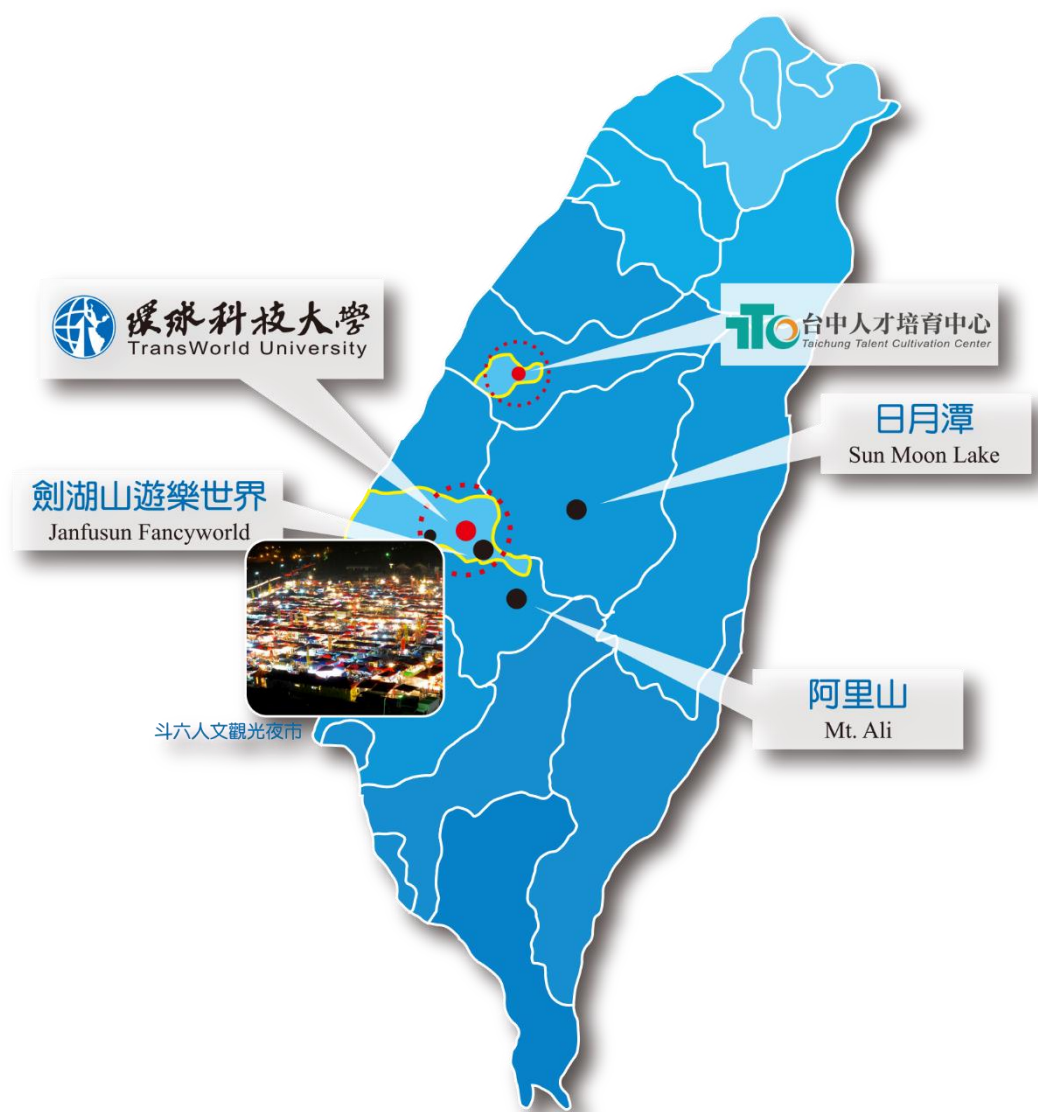 環球科技大學
TransWorld University
台中人才培育中心
Taichung Talent Cultivation Center
日月潭
Sun Moon Lake
劍湖山遊樂世界
Janfusun Fancyworld
斗六人文觀光夜市
阿里山
Mt. Ali